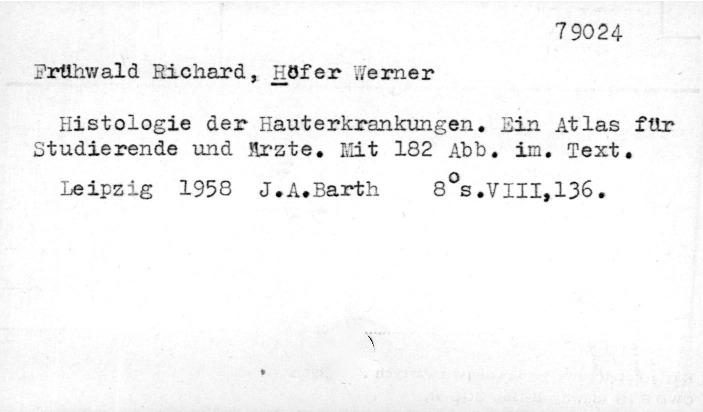 79024
Frühwald Richard, Höfer Werner
Histologie der Hauterkrankungen. Ein Atlas für
Studierende und Ärzte. Mit 182 Abb. im. Text.
Leipzig 1958 J.A.Barth 8°s.VIII,136.